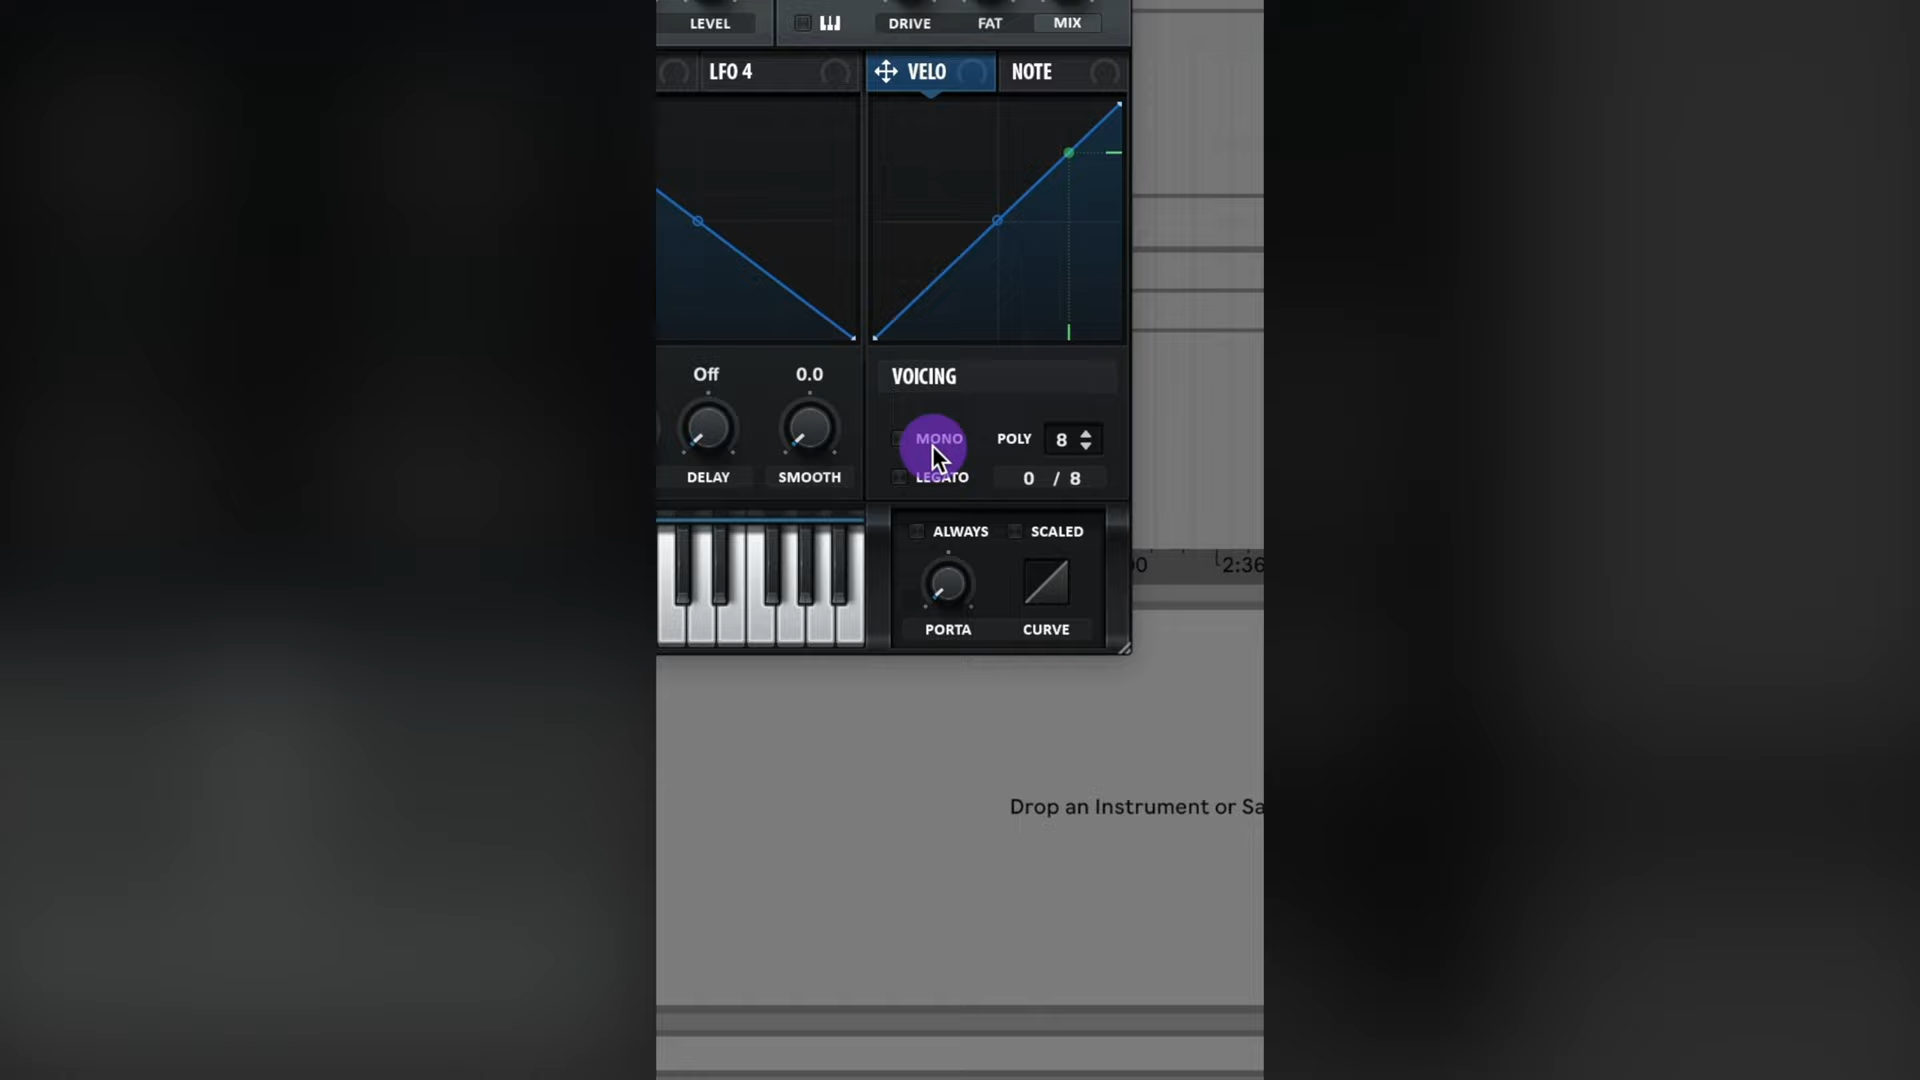 LEVEL DRIVE FAT MIX
LFO 4 VELO NOTE
Off 0.0 VOICING
MONO POLY 8
DELAY SMOOTH LEGATO 0 / 8
ALWAYS SCALED
00 2:36
PORTA CURVE
Drop an Instrument or Sa